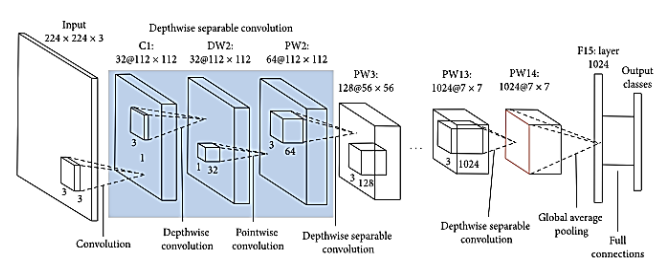 Input
224 × 224 × 3
Depthwise separable convolution
C1:
32@112 × 112
DW2:
32@112 × 112
PW2:
64@112 × 112
PW3:
128@56 × 56
PW13:
1024@7 × 7
PW14:
1024@7 × 7
F15: layer
1024
Output
classes
3
3
3
1
1
32
3
64
3
128
...
3
1024
Convolution
Depthwise
convolution
Pointwise
convolution
Depthwise separable
convolution
Depthwise separable
convolution
Global average
pooling
Full
connections